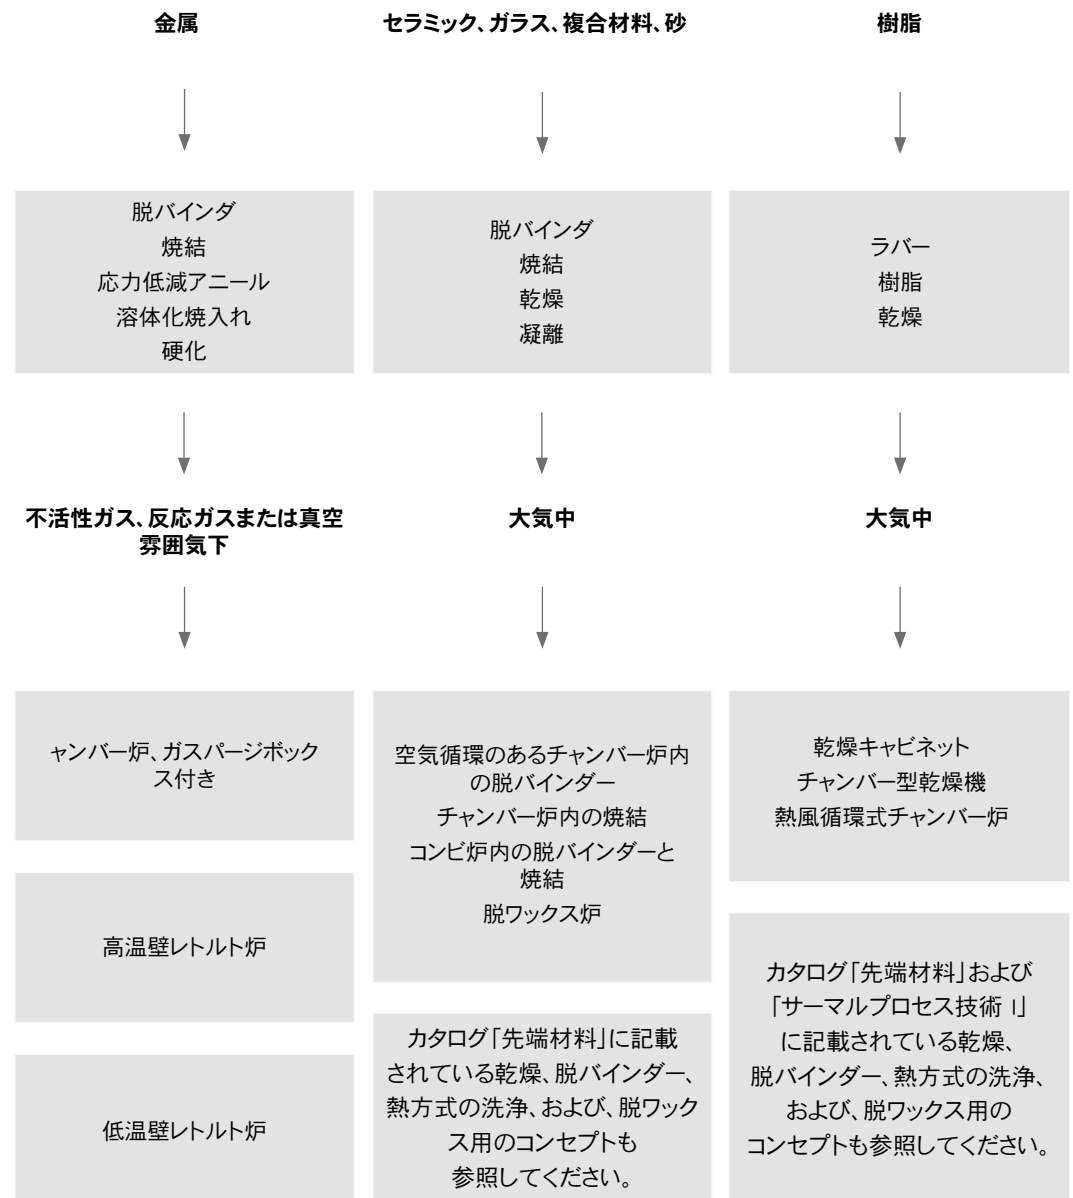 金属
脱バインダ
焼結
応力低減アニール
溶体化焼入れ
硬化
不活性ガス、反応ガスまたは真空
雰囲気下
ャンバー炉、ガスパージボック
ス付き
高温壁レトルト炉
低温壁レトルト炉
セラミック、ガラス、複合材料、砂
脱バインダ
焼結
乾燥
凝離
大気中
空気循環のあるチャンバー炉内
の脱バインダー
チャンバー炉内の焼結
コンビ炉内の脱バインダーと
焼結
脱ワックス炉
カタログ「先端材料」に記載
されている乾燥、脱バインダー、
熱方式の洗浄、および、脱ワック
ス用のコンセプトも
参照してください。
樹脂
ラバー
樹脂
乾燥
大気中
乾燥キャビネット
チャンバー型乾燥機
熱風循環式チャンバー炉
カタログ「先端材料」および
「サーマルプロセス技術 I」
に記載されている乾燥、
脱バインダー、熱方式の洗浄、
および、脱ワックス用の
コンセプトも参照してください。